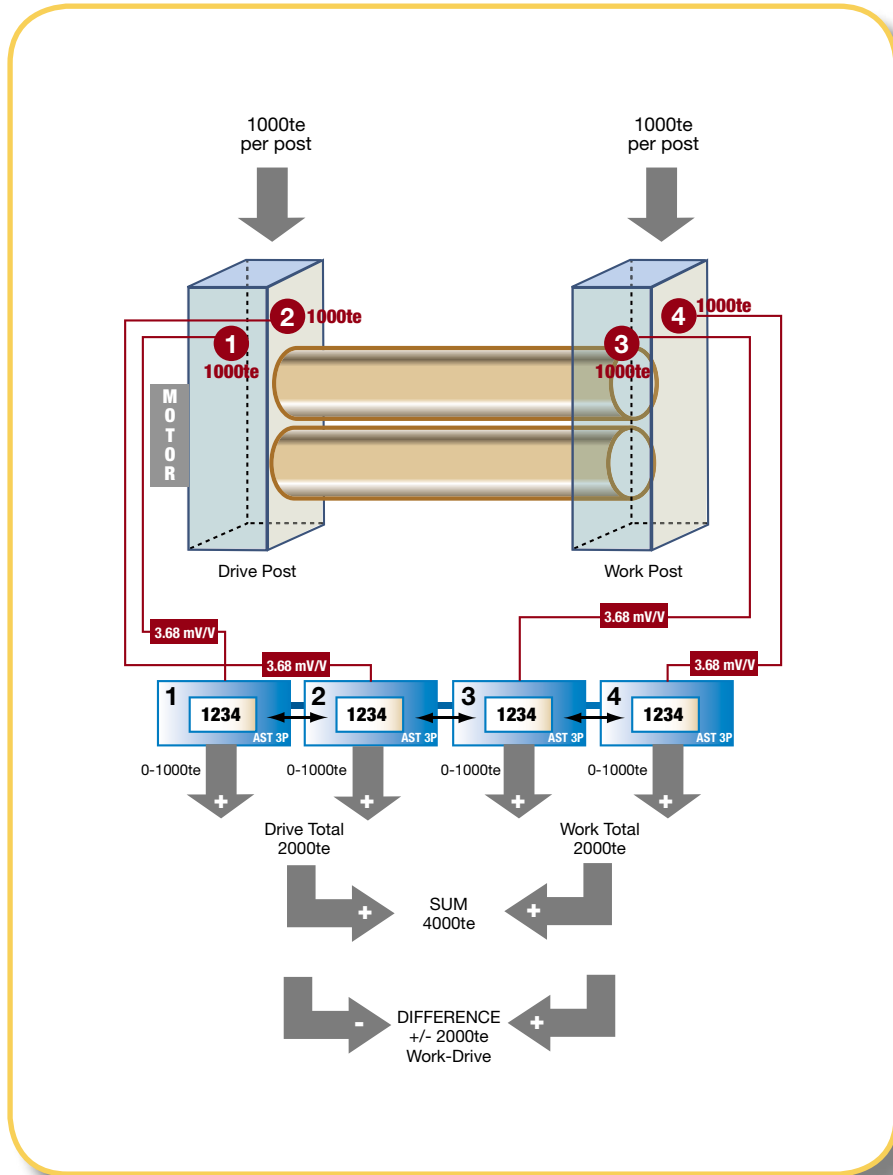 1000te
per post
1000te
per post
2
1000te
4
1000te
1
1000te
3
1000te
MOTOR
Drive Post
Work Post
3.68 mV/V
3.68 mV/V
3.68 mV/V
3.68 mV/V
1
1234
AST 3P
2
1234
AST 3P
3
1234
AST 3P
4
1234
AST 3P
0-1000te
0-1000te
0-1000te
0-1000te
+
+
+
+
Drive Total
2000te
Work Total
2000te
+
SUM
4000te
+
-
DIFFERENCE
+/- 2000te
Work-Drive
+